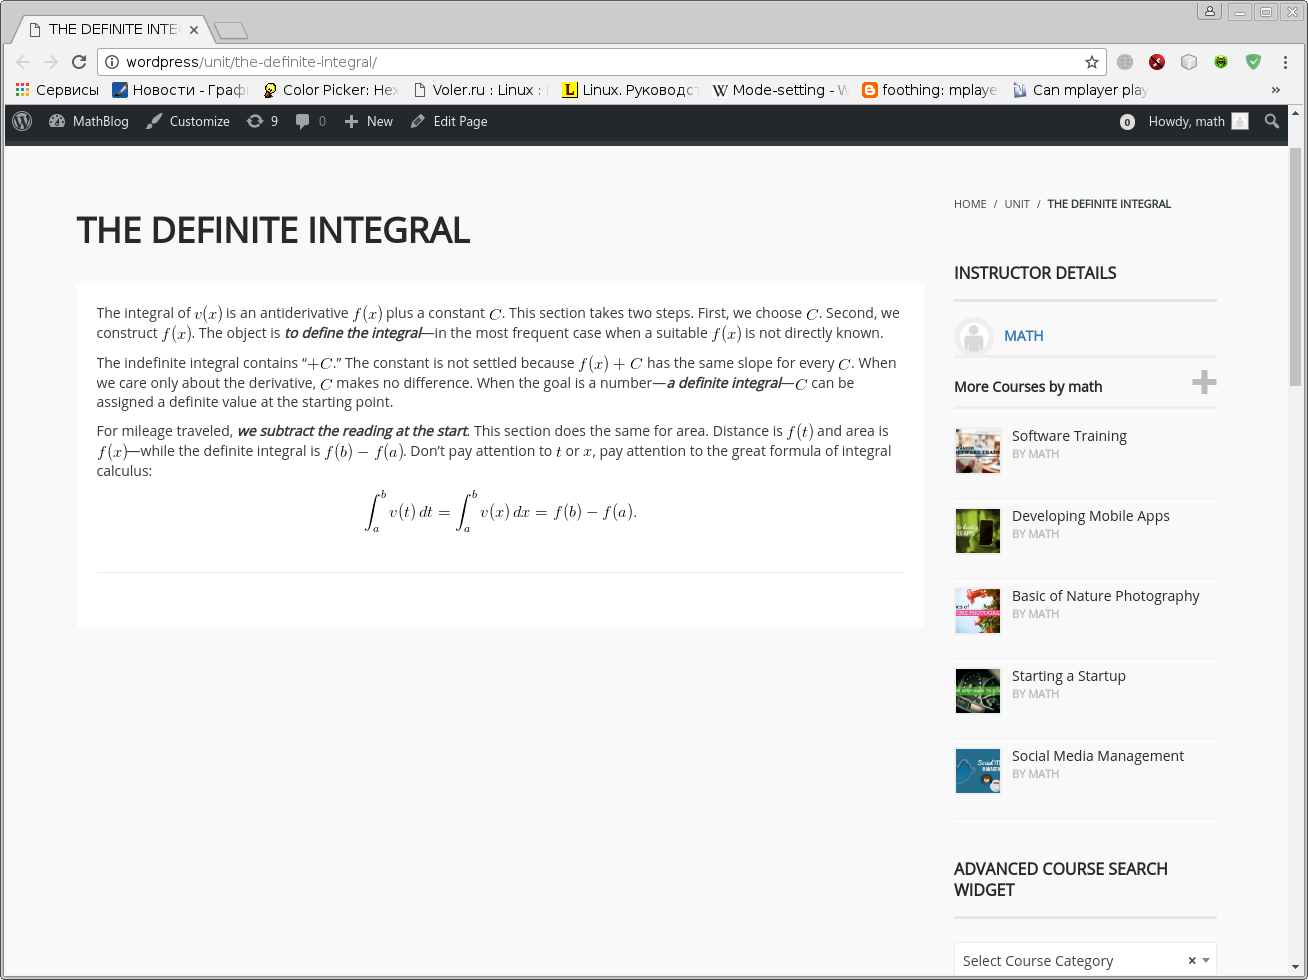 THE DEFINITE INTEG
wordpress/unit/the-definite-integral/
Сервисы Новости - Граф Color Picker: Hex Voler.ru : Linux : Linux. Руководст Mode-setting - W foothing: mplaye Can mplayer play »
MathBlog Customize 9 0 New Edit Page 0 Howdy, math
HOME / UNIT / THE DEFINITE INTEGRAL
THE DEFINITE INTEGRAL
The integral of v(x) is an antiderivative f(x) plus a constant C. This section takes two steps. First, we choose C. Second, we
construct f(x). The object is to define the integral—in the most frequent case when a suitable f(x) is not directly known.
The indefinite integral contains “+C.” The constant is not settled because f(x) + C has the same slope for every C. When
we care only about the derivative, C makes no difference. When the goal is a number—a definite integral—C can be
assigned a definite value at the starting point.
For mileage traveled, we subtract the reading at the start. This section does the same for area. Distance is f(t) and area is
f(x)—while the definite integral is f(b) − f(a). Don’t pay attention to t or x, pay attention to the great formula of integral
calculus:
∫_a^b v(t) dt = ∫_a^b v(x) dx = f(b) − f(a).
INSTRUCTOR DETAILS
MATH
More Courses by math
Software Training
BY MATH
Developing Mobile Apps
BY MATH
Basic of Nature Photography
BY MATH
Starting a Startup
BY MATH
Social Media Management
BY MATH
ADVANCED COURSE SEARCH
WIDGET
Select Course Category ×